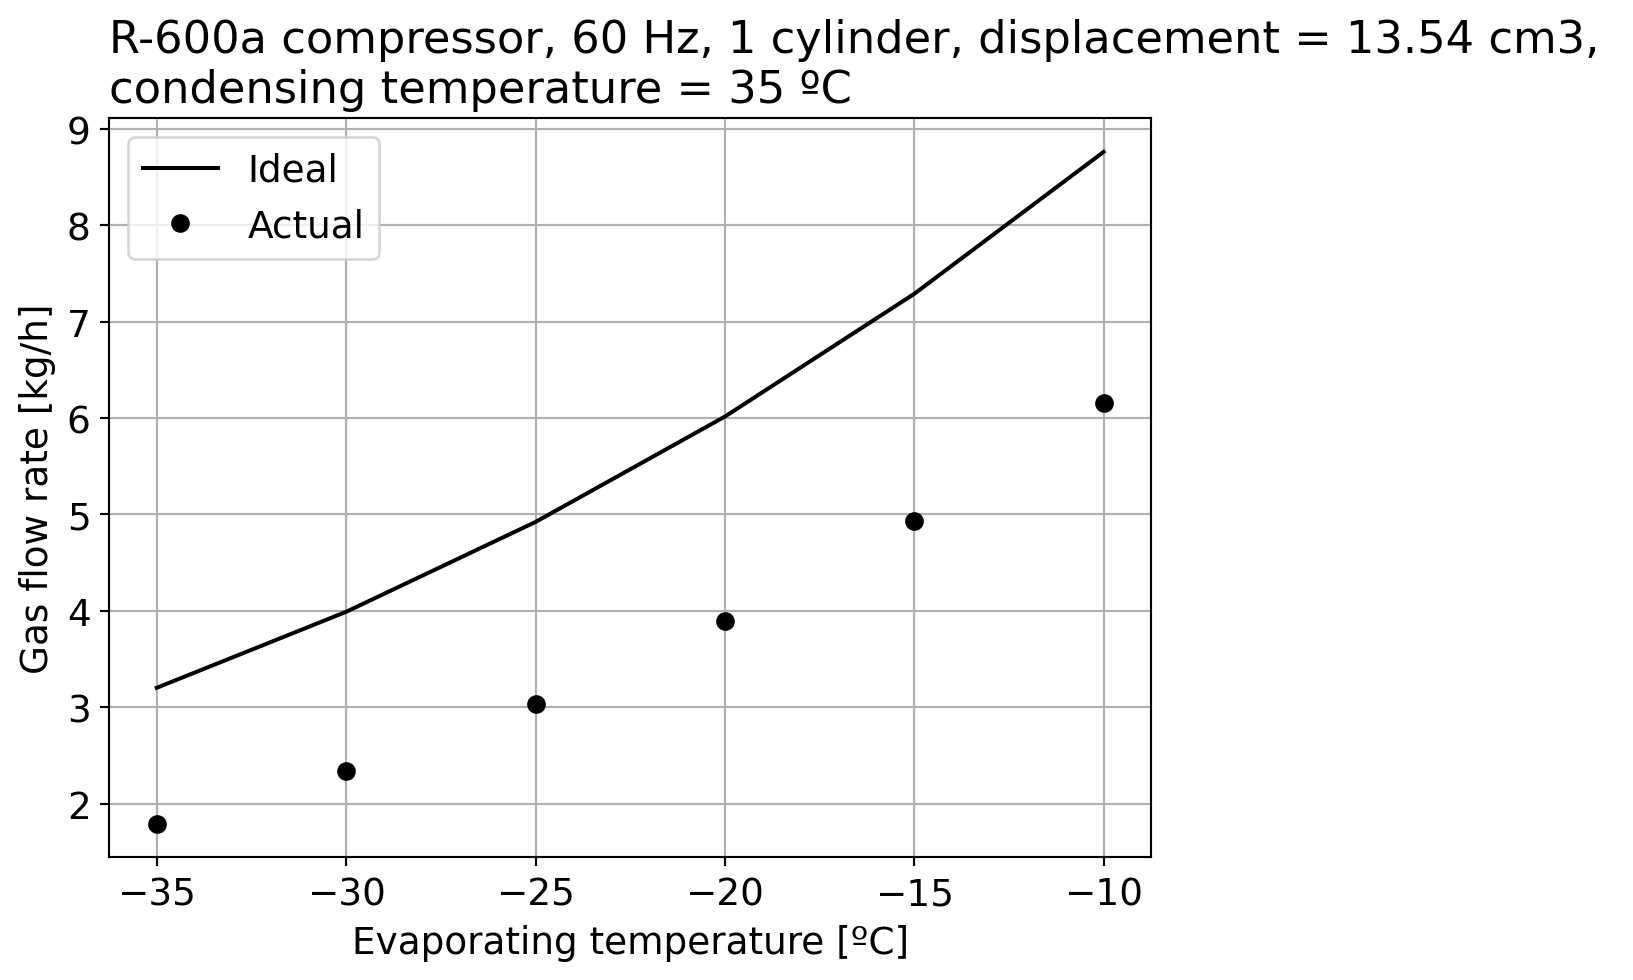 R-600a compressor, 60 Hz, 1 cylinder, displacement = 13.54 cm3,
condensing temperature = 35 ºC
Ideal
Actual
Gas flow rate [kg/h]
9
8
7
6
5
4
3
2
−35 −30 −25 −20 −15 −10
Evaporating temperature [ºC]